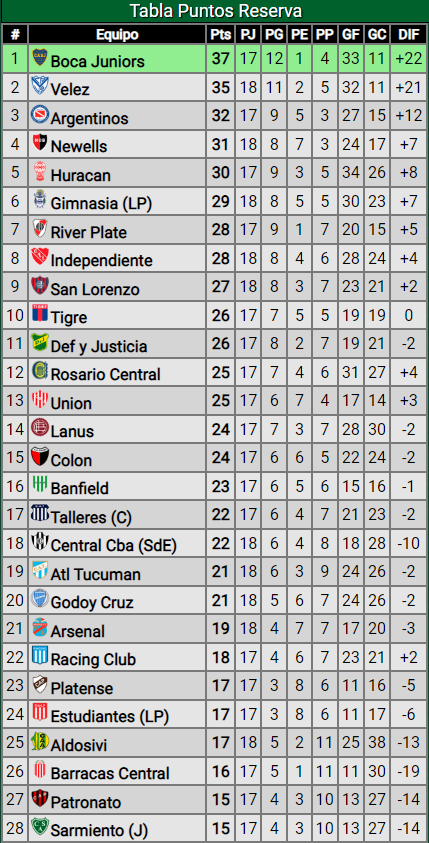 Tabla Puntos Reserva
# Equipo Pts PJ PG PE PP GF GC DIF
1 Boca Juniors 37 17 12 1 4 33 11 +22
2 Velez 35 18 11 2 5 32 11 +21
3 Argentinos 32 17 9 5 3 27 15 +12
4 Newells 31 18 8 7 3 24 17 +7
5 Huracan 30 17 9 3 5 34 26 +8
6 Gimnasia (LP) 29 18 8 5 5 30 23 +7
7 River Plate 28 17 9 1 7 20 15 +5
8 Independiente 28 18 8 4 6 28 24 +4
9 San Lorenzo 27 18 8 3 7 23 21 +2
10 Tigre 26 17 7 5 5 19 19 0
11 Def y Justicia 26 17 8 2 7 19 21 -2
12 Rosario Central 25 17 7 4 6 31 27 +4
13 Union 25 17 6 7 4 17 14 +3
14 Lanus 24 17 7 3 7 28 30 -2
15 Colon 24 17 6 6 5 22 24 -2
16 Banfield 23 17 6 5 6 15 16 -1
17 Talleres (C) 22 17 6 4 7 21 23 -2
18 Central Cba (SdE) 22 18 6 4 8 18 28 -10
19 Atl Tucuman 21 18 6 3 9 24 26 -2
20 Godoy Cruz 21 18 5 6 7 24 26 -2
21 Arsenal 19 18 4 7 7 17 20 -3
22 Racing Club 18 17 4 6 7 23 21 +2
23 Platense 17 17 3 8 6 11 16 -5
24 Estudiantes (LP) 17 17 3 8 6 11 17 -6
25 Aldosivi 17 18 5 2 11 25 38 -13
26 Barracas Central 16 17 5 1 11 11 30 -19
27 Patronato 15 17 4 3 10 13 27 -14
28 Sarmiento (J) 15 17 4 3 10 13 27 -14